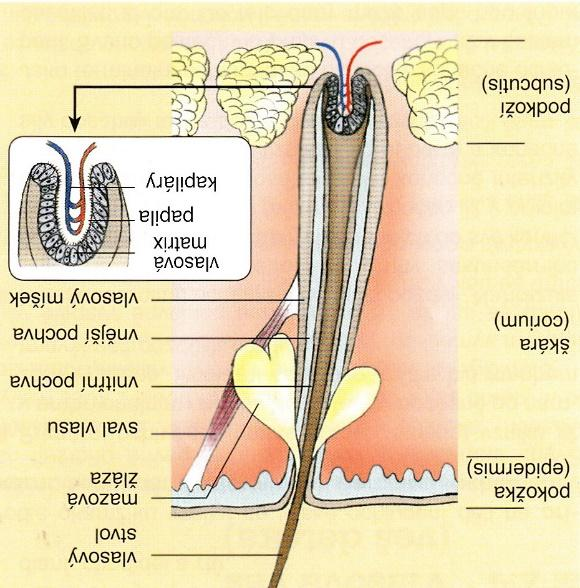 vlasový
stvol
mazová
žláza
sval vlasu
vnitřní pochva
vnější pochva
vlasový míšek
vlasová
matrix
papila
kapiláry
pokožka
(epidermis)
škára
(corium)
podkoží
(subcutis)